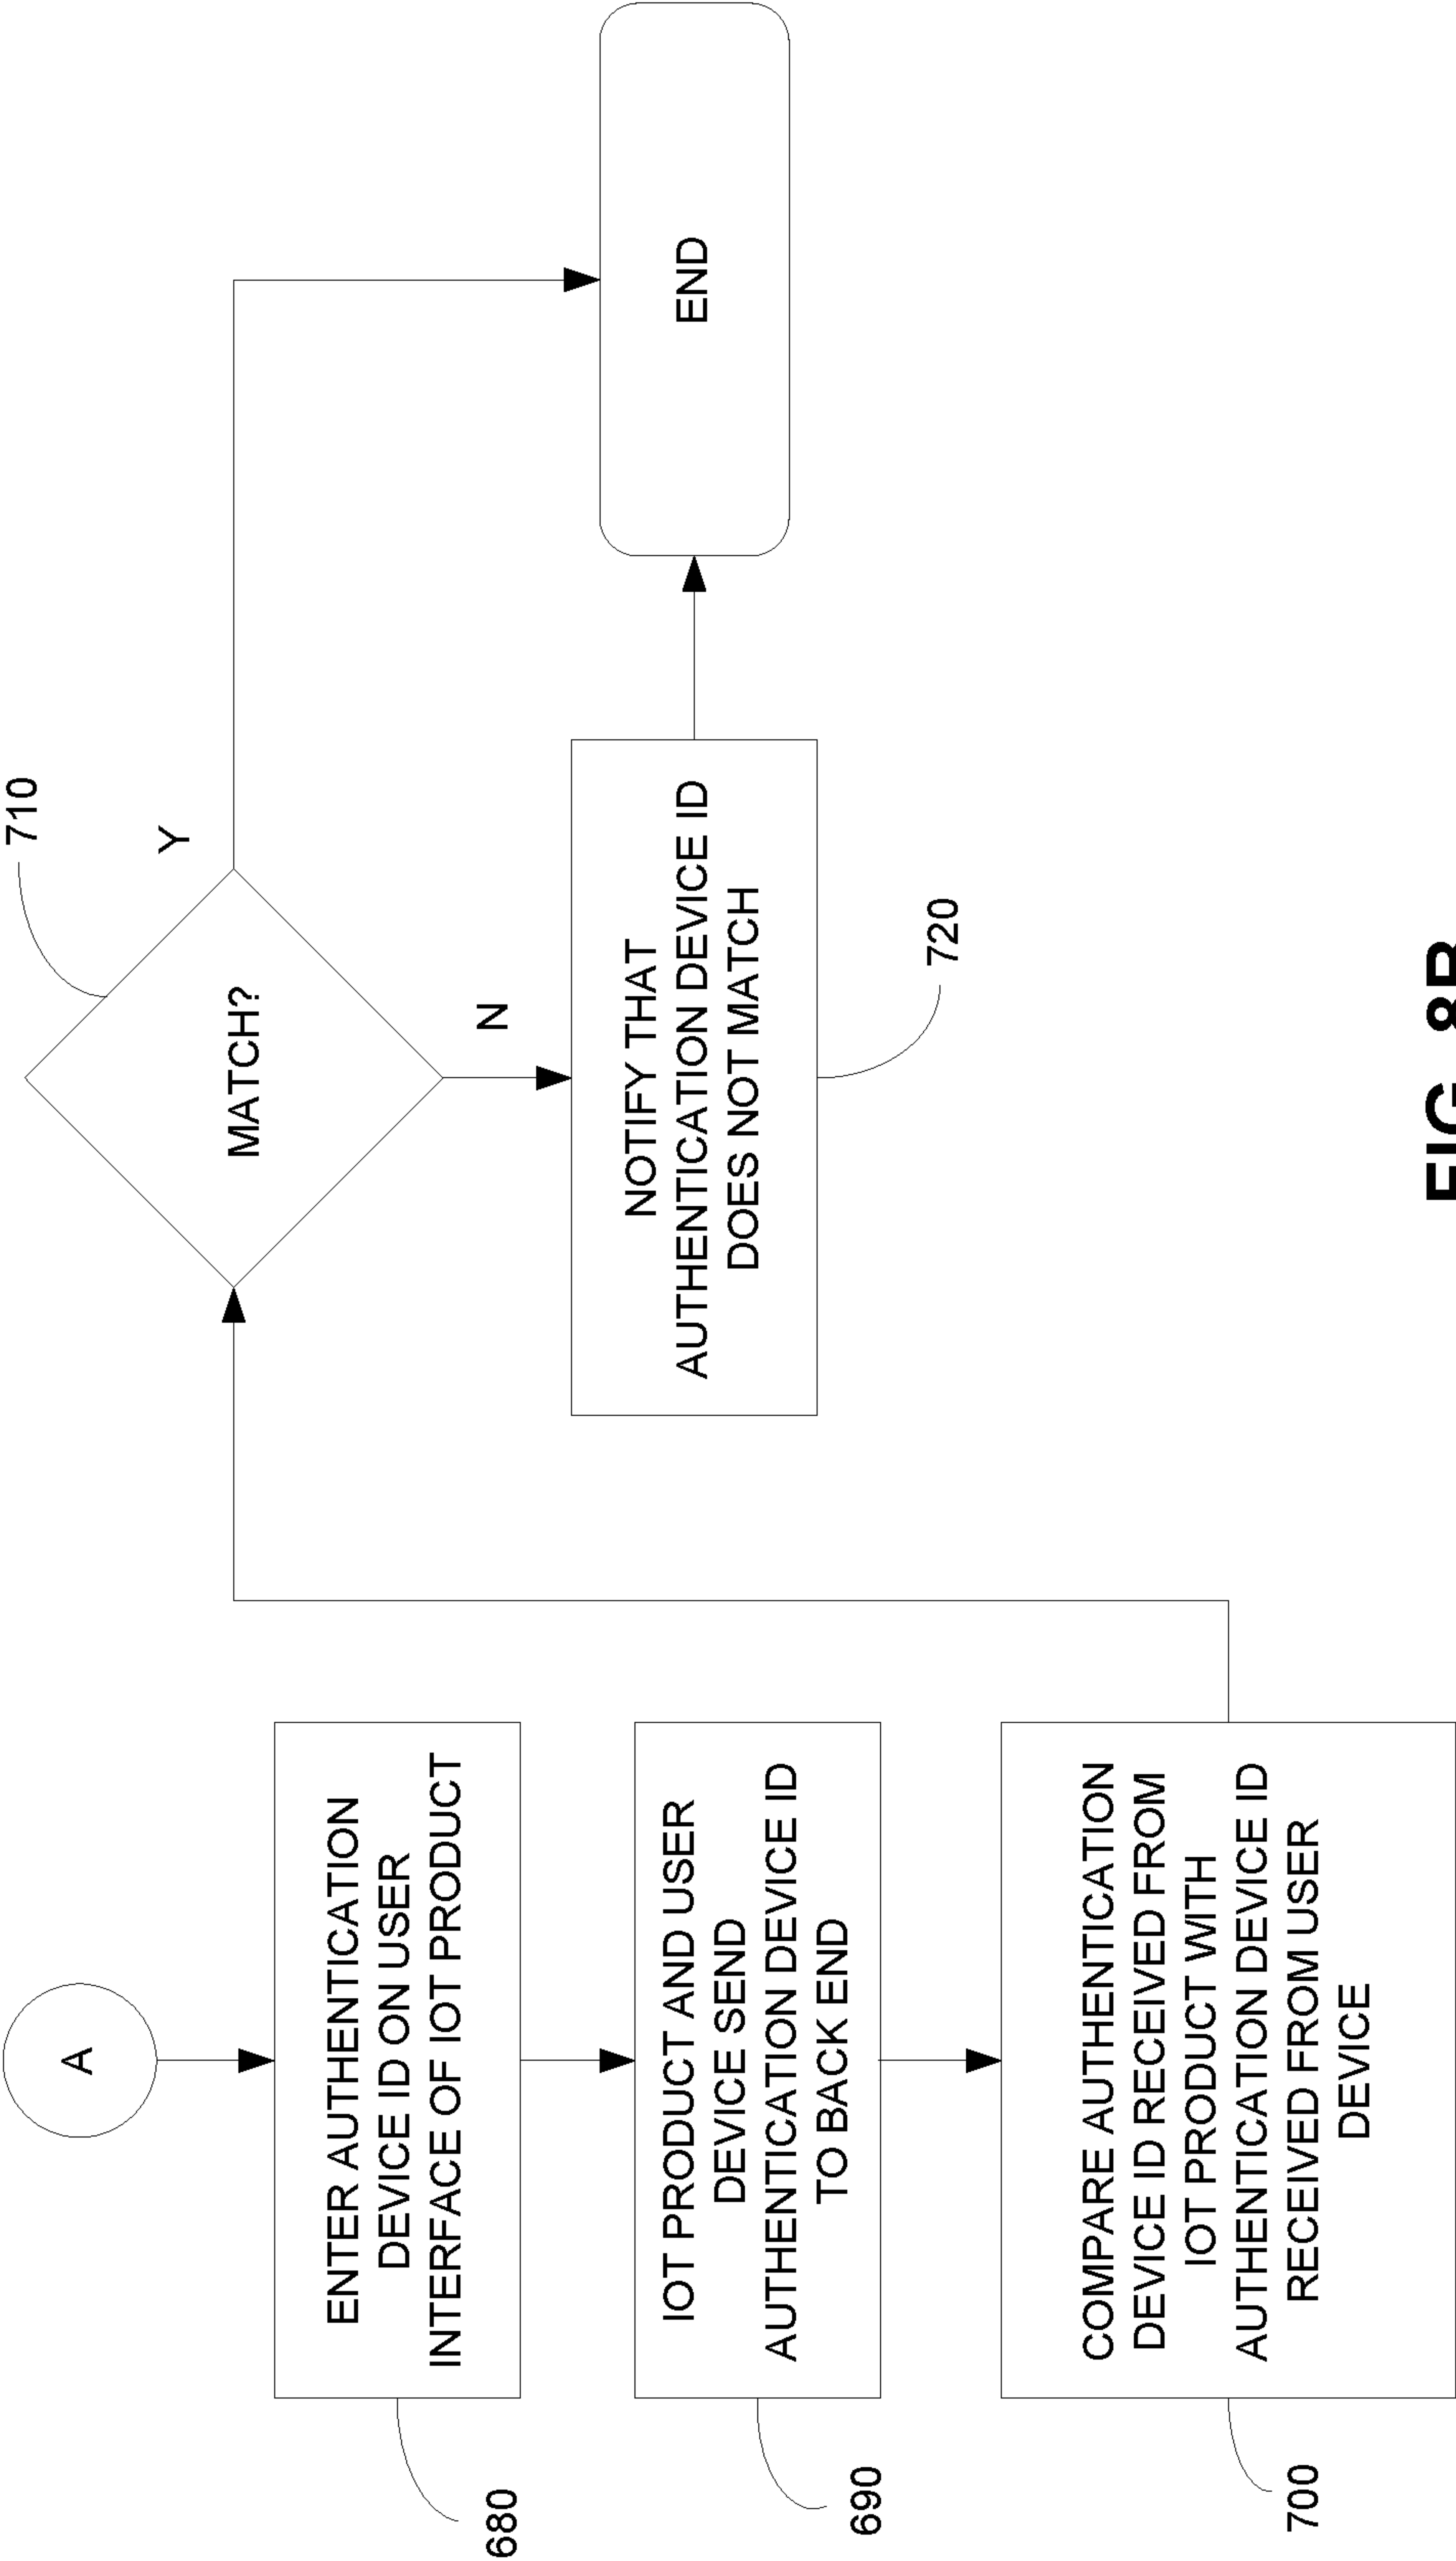 A
ENTER AUTHENTICATION
DEVICE ID ON USER
INTERFACE OF IOT PRODUCT
680
IOT PRODUCT AND USER
DEVICE SEND
AUTHENTICATION DEVICE ID
TO BACK END
690
COMPARE AUTHENTICATION
DEVICE ID RECEIVED FROM
IOT PRODUCT WITH
AUTHENTICATION DEVICE ID
RECEIVED FROM USER
DEVICE
700
710
MATCH?
Y
N
NOTIFY THAT
AUTHENTICATION DEVICE ID
DOES NOT MATCH
720
END
FIG. 8B